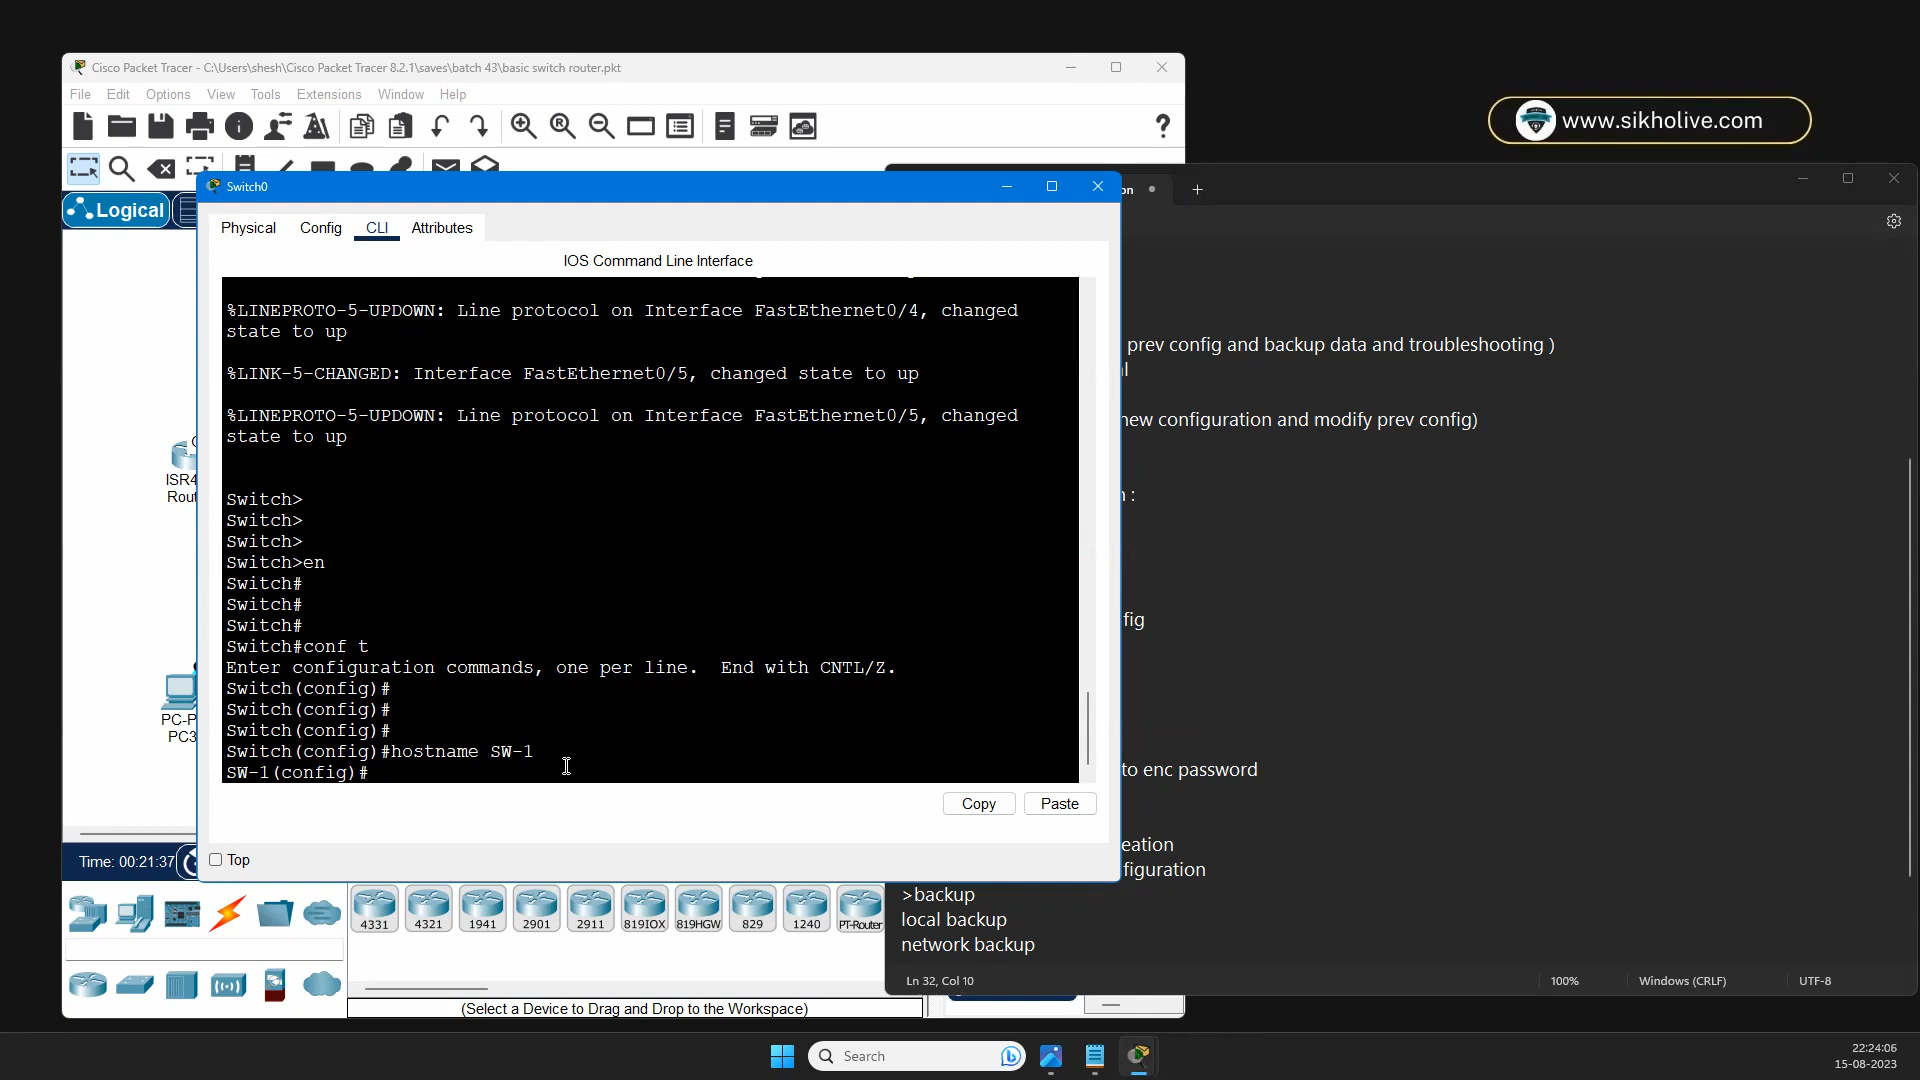 www.sikholive.com
Cisco Packet Tracer - C:\Users\shesh\Cisco Packet Tracer 8.2.1\saves\batch 43\basic switch router.pkt
File Edit Options View Tools Extensions Window Help
Logical
Switch0
Physical Config CLI Attributes
IOS Command Line Interface
%LINEPROTO-5-UPDOWN: Line protocol on Interface FastEthernet0/4, changed
state to up
%LINK-5-CHANGED: Interface FastEthernet0/5, changed state to up
%LINEPROTO-5-UPDOWN: Line protocol on Interface FastEthernet0/5, changed
state to up
Switch>
Switch>
Switch>
Switch>en
Switch#
Switch#
Switch#
Switch#conf t
Enter configuration commands, one per line.  End with CNTL/Z.
Switch(config)#
Switch(config)#
Switch(config)#
Switch(config)#hostname SW-1
SW-1(config)#
Copy Paste
Top
ISR4
Rout
PC-P
PC3
Time: 00:21:37
4331 4321 1941 2901 2911 819IOX 819HGW 829 1240 PT-Router
(Select a Device to Drag and Drop to the Workspace)
on
prev config and backup data and troubleshooting )
al
new configuration and modify prev config)
n :
fig
to enc password
eation
figuration
>backup
local backup
network backup
Ln 32, Col 10 100% Windows (CRLF) UTF-8
Search
22:24:06
15-08-2023